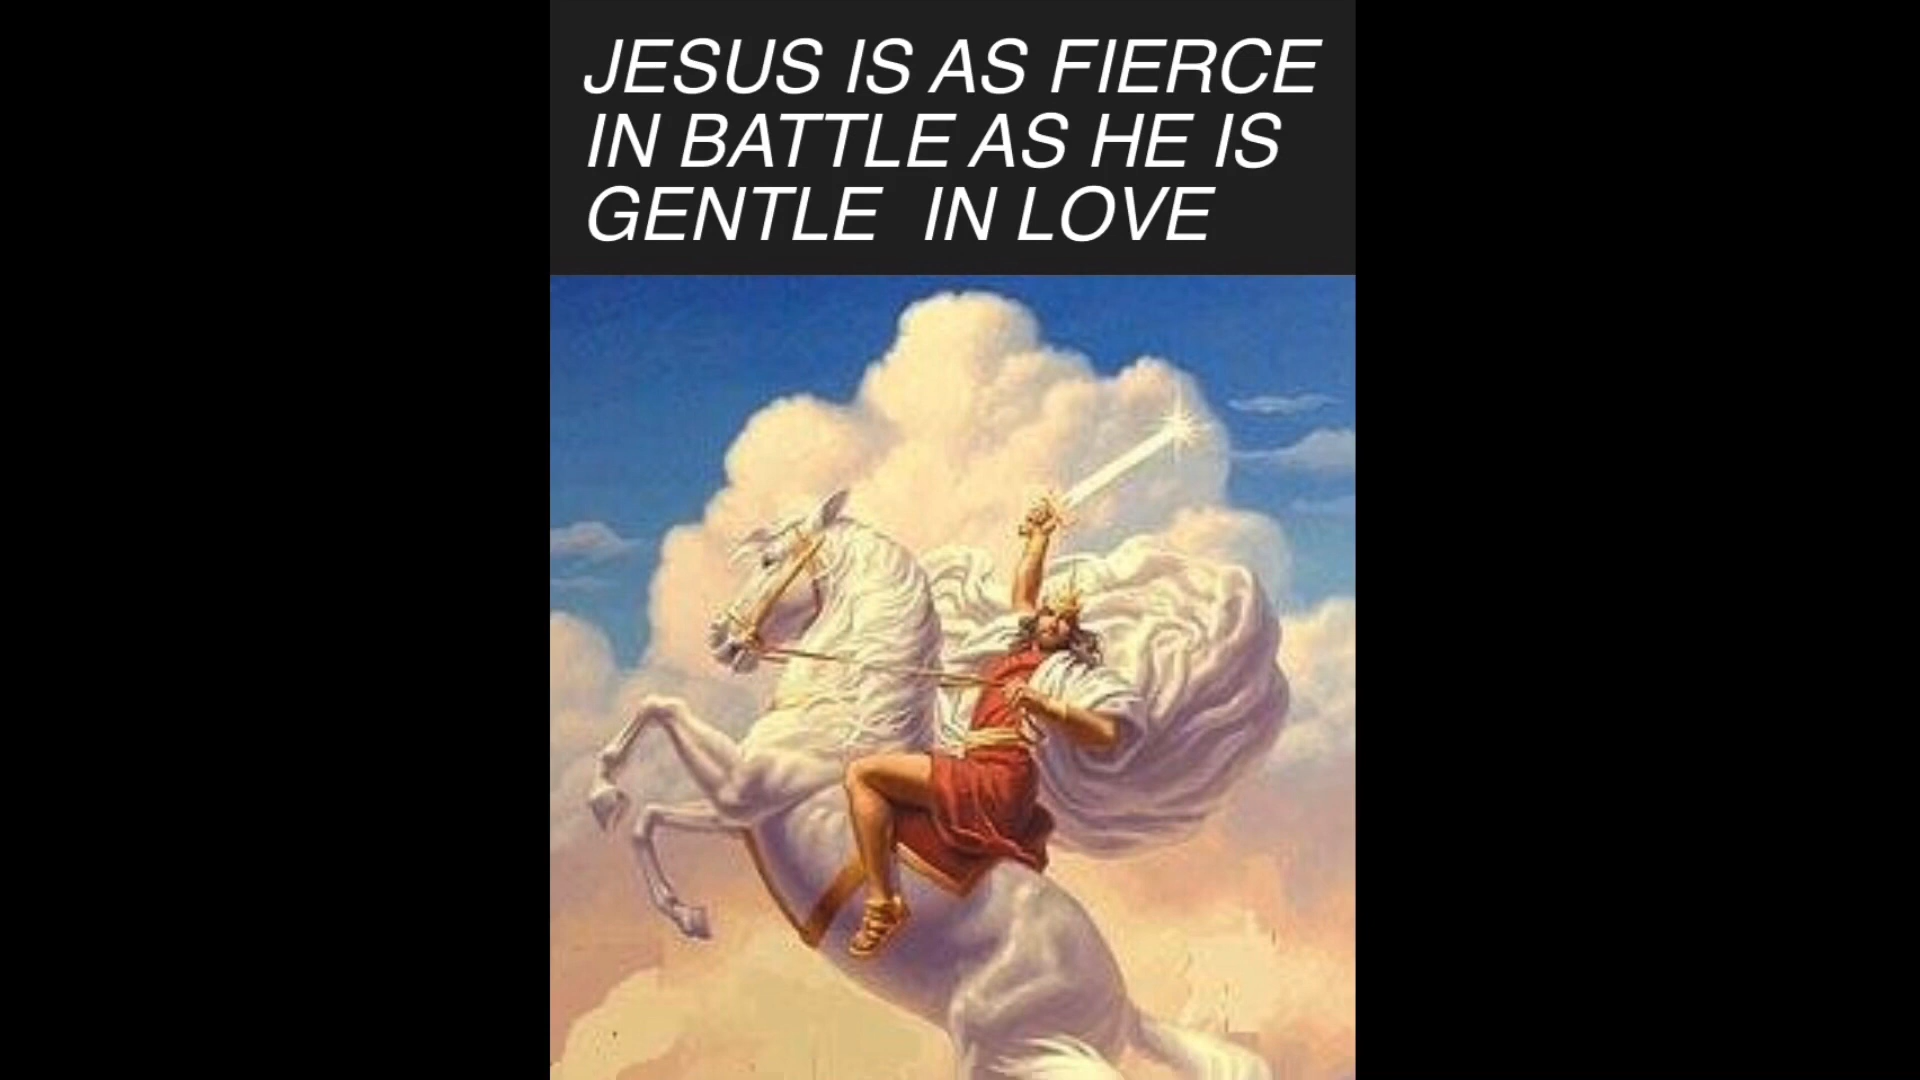 JESUS IS AS FIERCE
IN BATTLE AS HE IS
GENTLE  IN LOVE